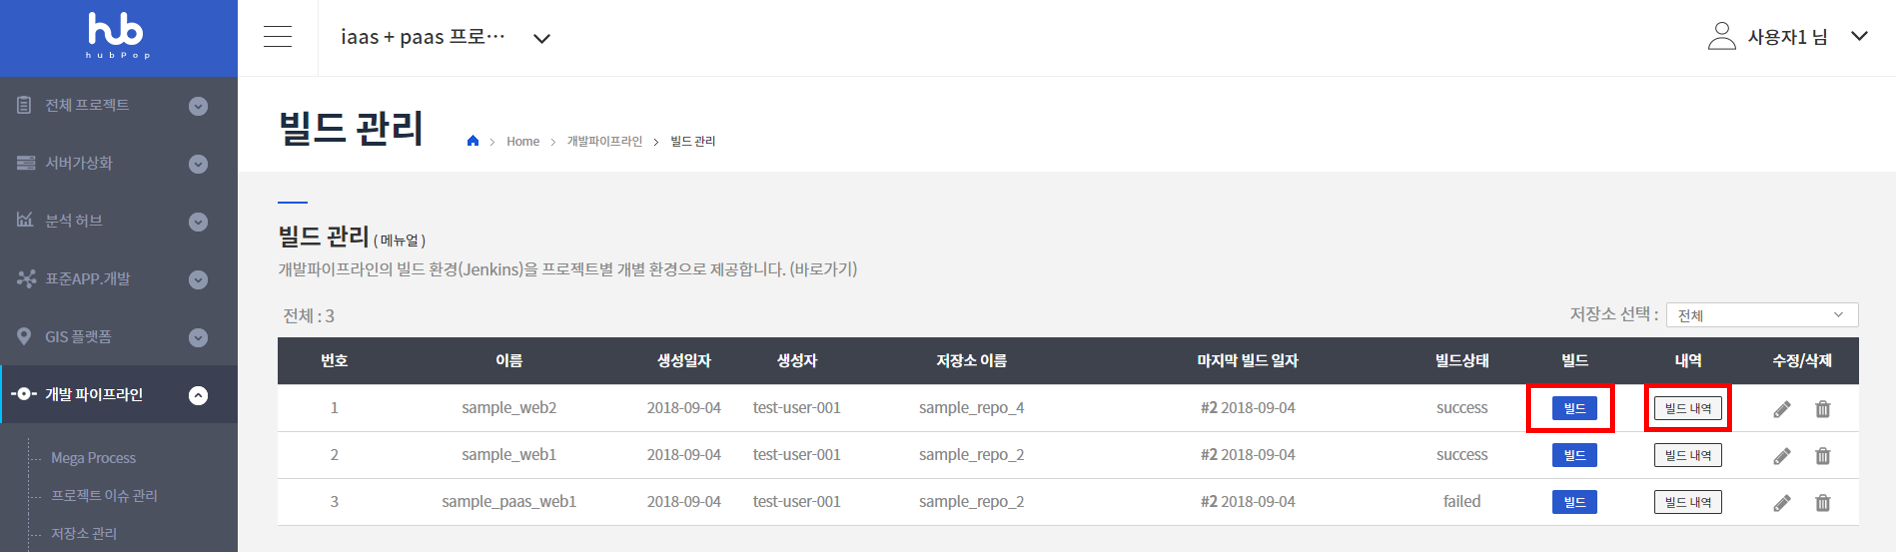 hub
hubPop
iaas + paas 프로···
사용자1 님
전체 프로젝트
서버가상화
분석 허브
표준APP.개발
GIS 플랫폼
개발 파이프라인
Mega Process
프로젝트 이슈 관리
저장소 관리
빌드 관리
> Home > 개발파이프라인 > 빌드 관리
빌드 관리 ( 메뉴얼 )
개발파이프라인의 빌드 환경(Jenkins)을 프로젝트별 개별 환경으로 제공합니다. (바로가기)
전체 : 3
저장소 선택 : 전체
번호 이름 생성일자 생성자 저장소 이름 마지막 빌드 일자 빌드상태 빌드 내역 수정/삭제
1 sample_web2 2018-09-04 test-user-001 sample_repo_4 #2 2018-09-04 success 빌드 빌드 내역
2 sample_web1 2018-09-04 test-user-001 sample_repo_2 #2 2018-09-04 success 빌드 빌드 내역
3 sample_paas_web1 2018-09-04 test-user-001 sample_repo_2 #2 2018-09-04 failed 빌드 빌드 내역